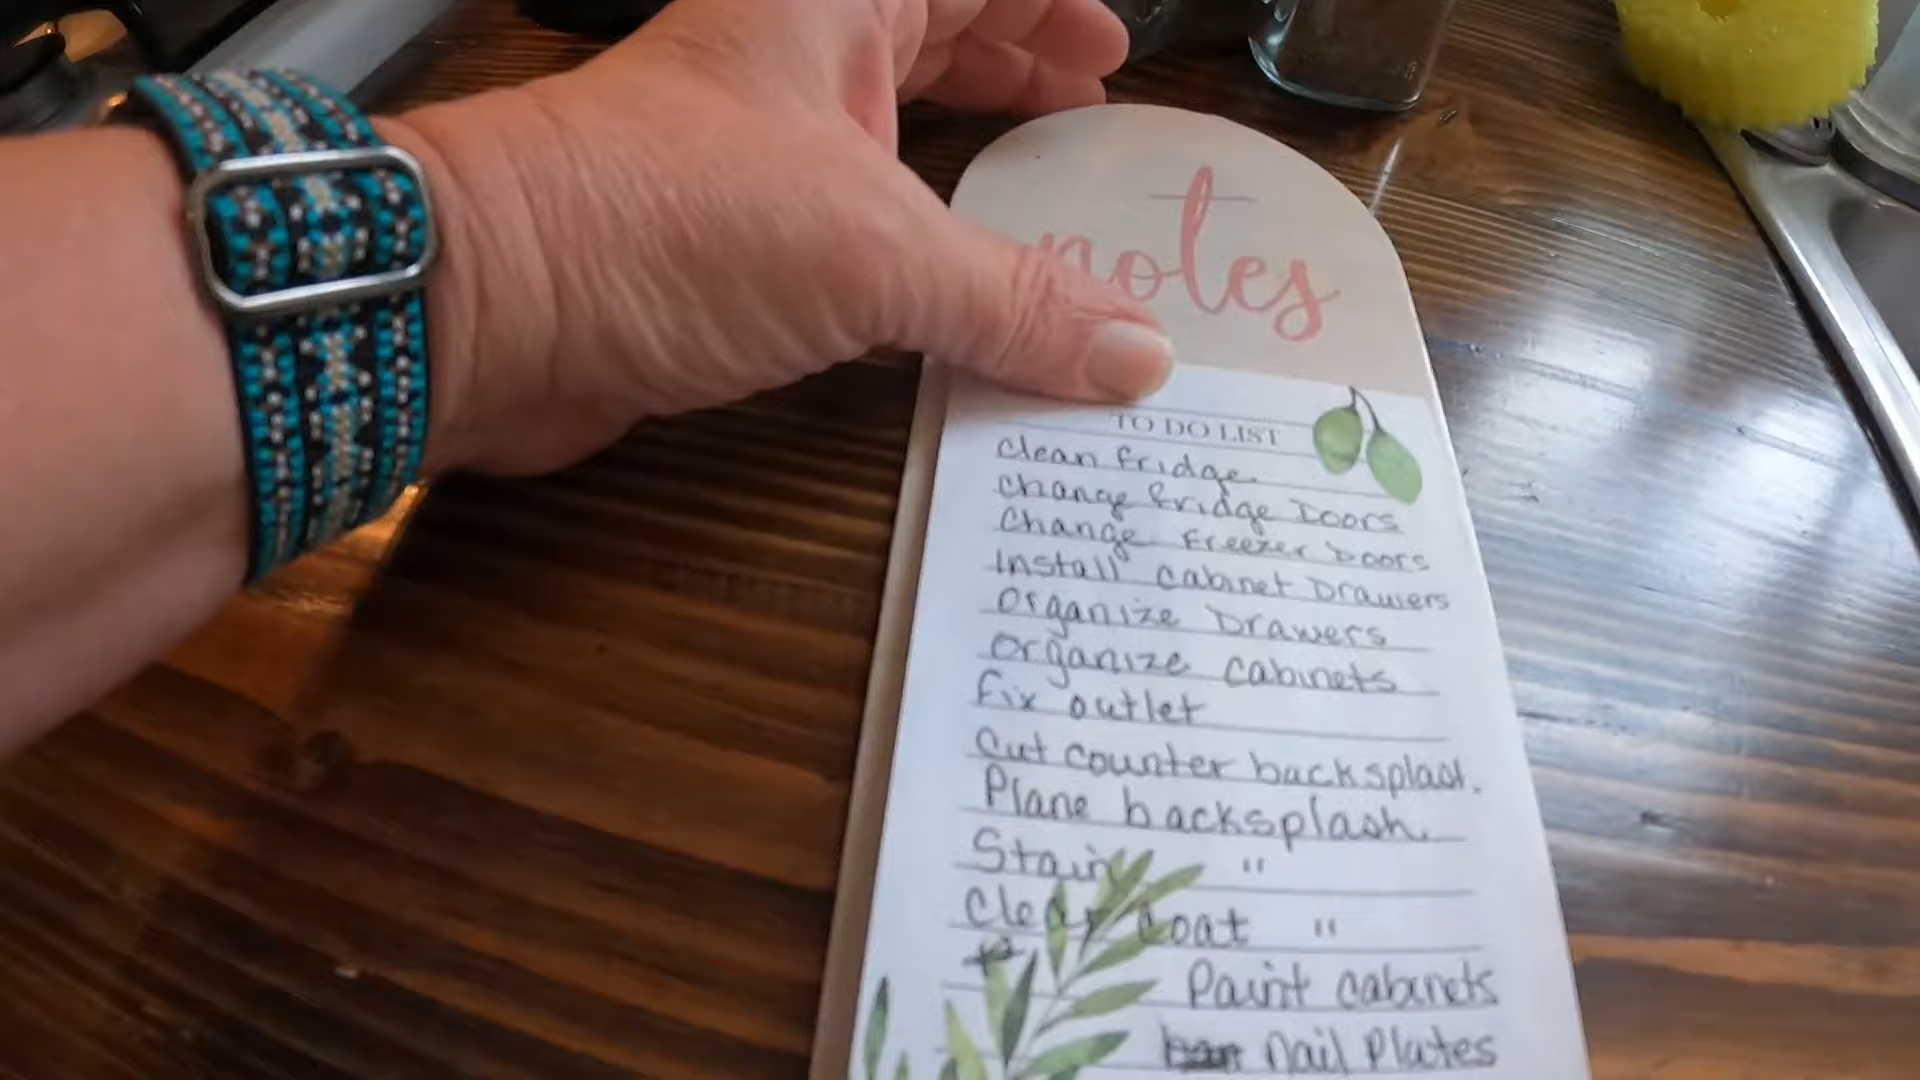 notes
TO DO LIST
clean fridge
change fridge Doors
change freezer Doors
Install cabinet Drawers
organize Drawers
organize cabinets
fix outlet
Cut counter backsplash.
Plane backsplash.
Stain "
Clear coat "
Paint cabinets
nail Plates